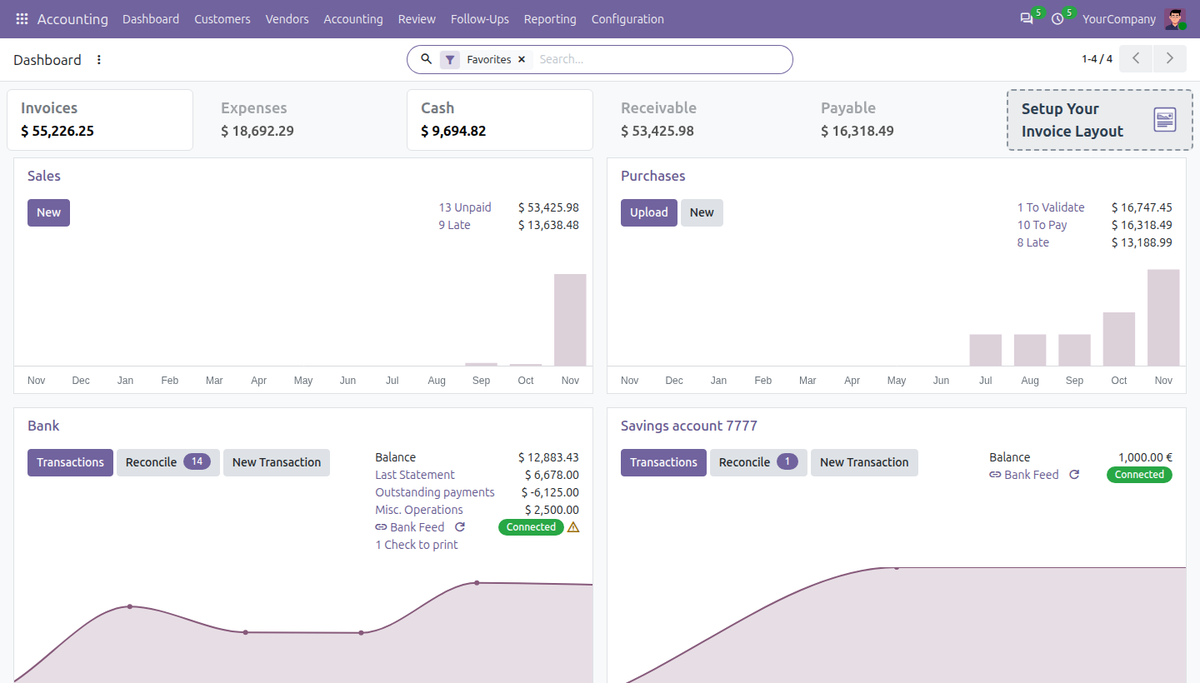 Accounting Dashboard Customers Vendors Accounting Review Follow-Ups Reporting Configuration 5 5 YourCompany
Dashboard Favorites × Search... 1-4 / 4
Invoices Expenses Cash Receivable Payable Setup Your
$ 55,226.25 $ 18,692.29 $ 9,694.82 $ 53,425.98 $ 16,318.49 Invoice Layout
Sales
New
13 Unpaid $ 53,425.98
9 Late $ 13,638.48
Nov Dec Jan Feb Mar Apr May Jun Jul Aug Sep Oct Nov
Purchases
Upload New
1 To Validate $ 16,747.45
10 To Pay $ 16,318.49
8 Late $ 13,188.99
Nov Dec Jan Feb Mar Apr May Jun Jul Aug Sep Oct Nov
Bank
Transactions Reconcile 14 New Transaction
Balance $ 12,883.43
Last Statement $ 6,678.00
Outstanding payments $ -6,125.00
Misc. Operations $ 2,500.00
Bank Feed Connected
1 Check to print
Savings account 7777
Transactions Reconcile 1 New Transaction
Balance 1,000.00 €
Bank Feed Connected